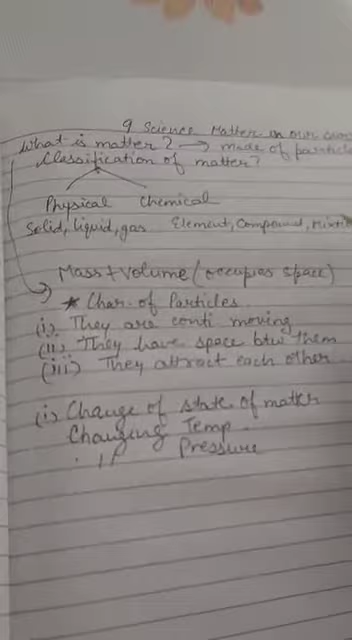 9 Science Matter in our
What is matter? → made of particle
Classification of matter?
Physical Chemical
Solid, liquid, gas Element, Compound,
Mass + Volume (occupies space)
* Char. of Particles
(i) They are conti moving
(ii) They have space btw them
(iii) They attract each other
(i) Change of state of matter
Changing Temp.
" Pressure